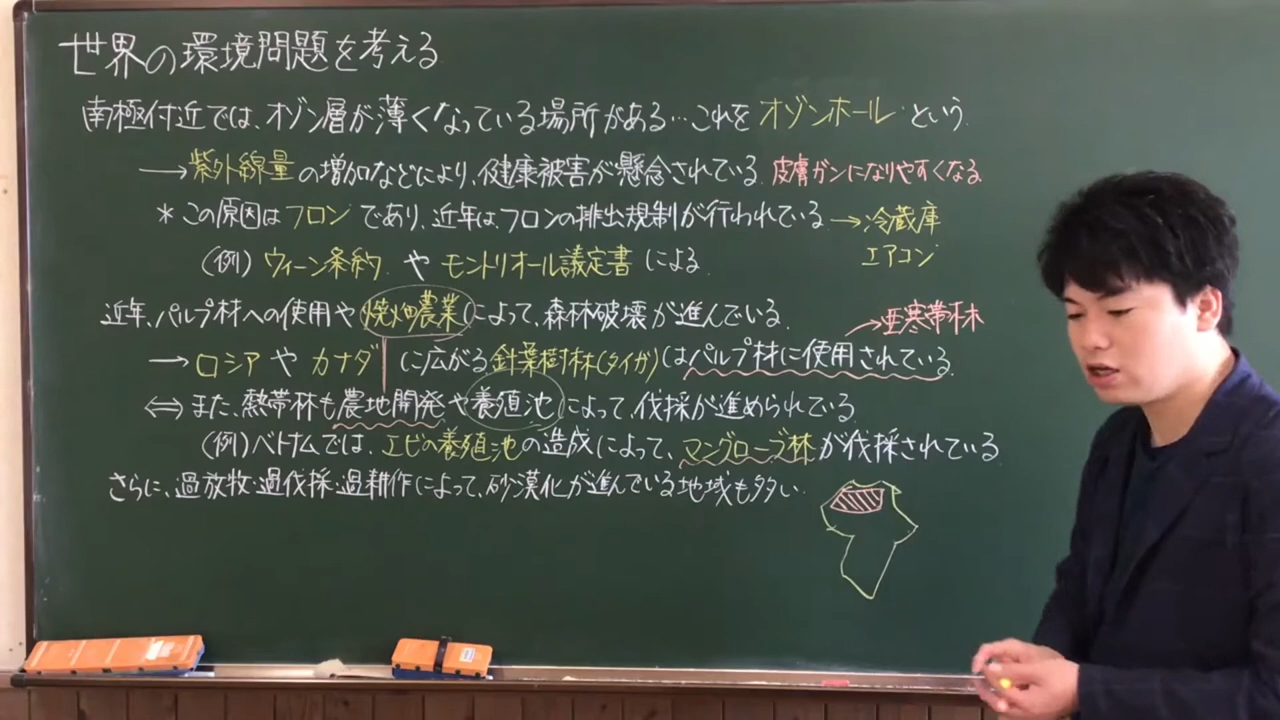 世界の環境問題を考える
南極付近では、オゾン層が薄くなっている場所がある…これをオゾンホールという.
→紫外線量の増加などにより、健康被害が懸念されている. 皮膚ガンになりやすくなる
*この原因はフロンであり、近年は、フロンの排出規制が行われている→冷蔵庫
エアコン
(例)ウィーン条約 や モントリオール議定書による.
近年、パルプ材への使用や焼畑農業によって、森林破壊が進んでいる.
→亜寒帯林
→ロシアやカナダに広がる針葉樹林(タイガ)はパルプ材に使用されている.
⇔また、熱帯林も農地開発や養殖池によって、伐採が進められている.
(例)ベトナムでは、エビの養殖池の造成によって、マングローブ林が伐採されている
さらに、過放牧・過伐採・過耕作によって、砂漠化が進んでいる地域も多い.